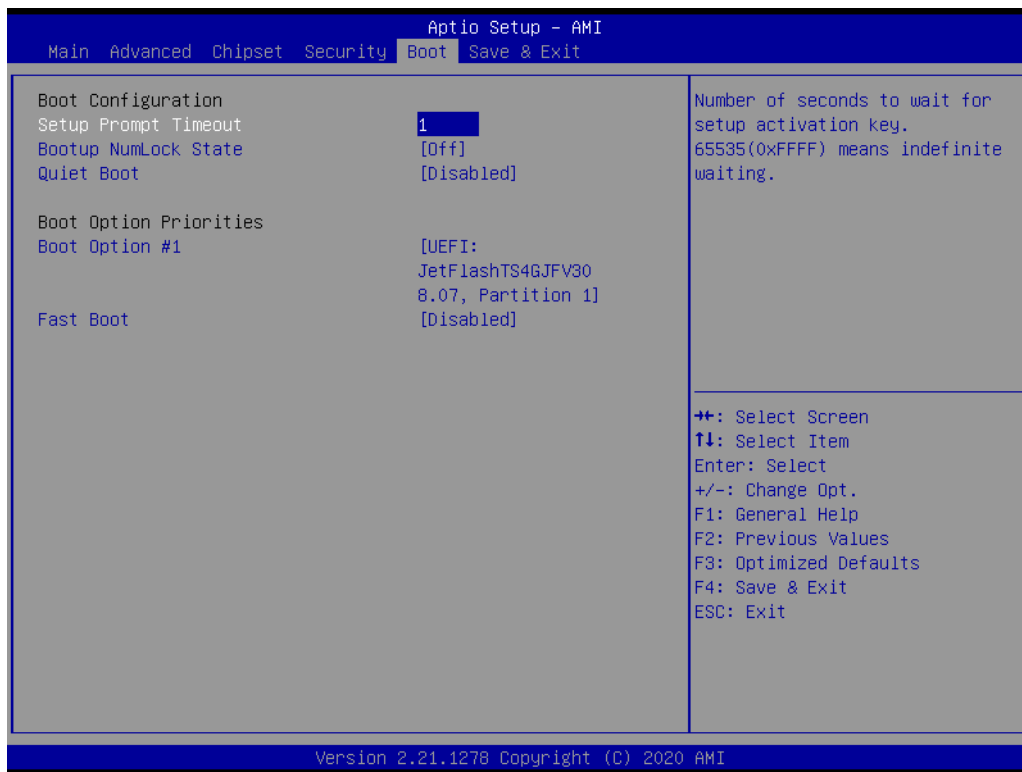 Aptio Setup – AMI
Main Advanced Chipset Security Boot Save & Exit
Boot Configuration
Setup Prompt Timeout 1
Bootup NumLock State [Off]
Quiet Boot [Disabled]
Boot Option Priorities
Boot Option #1 [UEFI:
JetFlashTS4GJFV30
8.07, Partition 1]
Fast Boot [Disabled]
Number of seconds to wait for
setup activation key.
65535(0xFFFF) means indefinite
waiting.
→←: Select Screen
↑↓: Select Item
Enter: Select
+/-: Change Opt.
F1: General Help
F2: Previous Values
F3: Optimized Defaults
F4: Save & Exit
ESC: Exit
Version 2.21.1278 Copyright (C) 2020 AMI